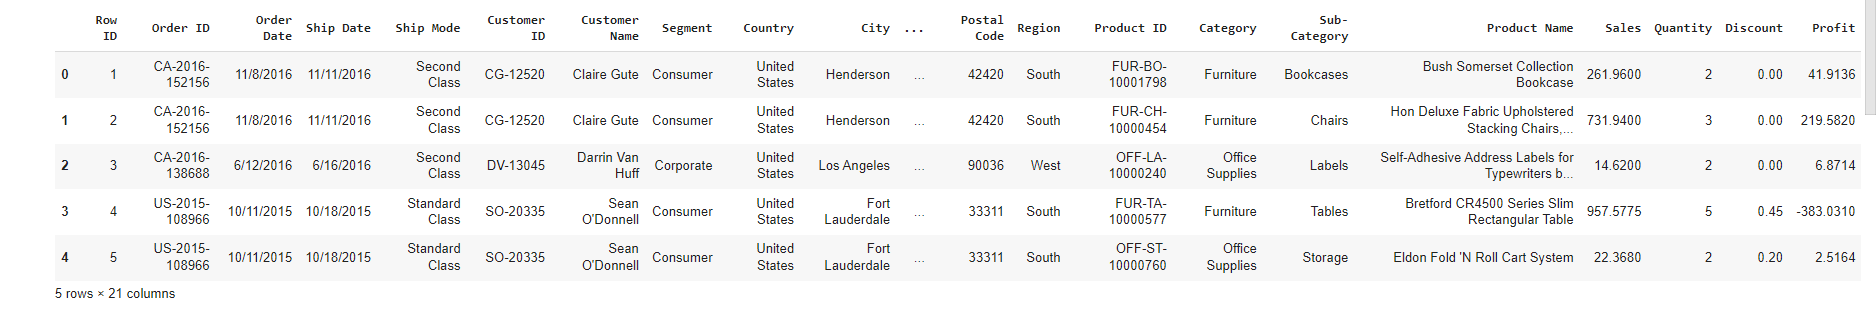 Row ID Order ID Order Date Ship Date Ship Mode Customer ID Customer Name Segment Country City ... Postal Code Region Product ID Category Sub-Category Product Name Sales Quantity Discount Profit
0 1 CA-2016-152156 11/8/2016 11/11/2016 Second Class CG-12520 Claire Gute Consumer United States Henderson ... 42420 South FUR-BO-10001798 Furniture Bookcases Bush Somerset Collection Bookcase 261.9600 2 0.00 41.9136
1 2 CA-2016-152156 11/8/2016 11/11/2016 Second Class CG-12520 Claire Gute Consumer United States Henderson ... 42420 South FUR-CH-10000454 Furniture Chairs Hon Deluxe Fabric Upholstered Stacking Chairs,... 731.9400 3 0.00 219.5820
2 3 CA-2016-138688 6/12/2016 6/16/2016 Second Class DV-13045 Darrin Van Huff Corporate United States Los Angeles ... 90036 West OFF-LA-10000240 Office Supplies Labels Self-Adhesive Address Labels for Typewriters b... 14.6200 2 0.00 6.8714
3 4 US-2015-108966 10/11/2015 10/18/2015 Standard Class SO-20335 Sean O'Donnell Consumer United States Fort Lauderdale ... 33311 South FUR-TA-10000577 Furniture Tables Bretford CR4500 Series Slim Rectangular Table 957.5775 5 0.45 -383.0310
4 5 US-2015-108966 10/11/2015 10/18/2015 Standard Class SO-20335 Sean O'Donnell Consumer United States Fort Lauderdale ... 33311 South OFF-ST-10000760 Office Supplies Storage Eldon Fold 'N Roll Cart System 22.3680 2 0.20 2.5164
5 rows × 21 columns